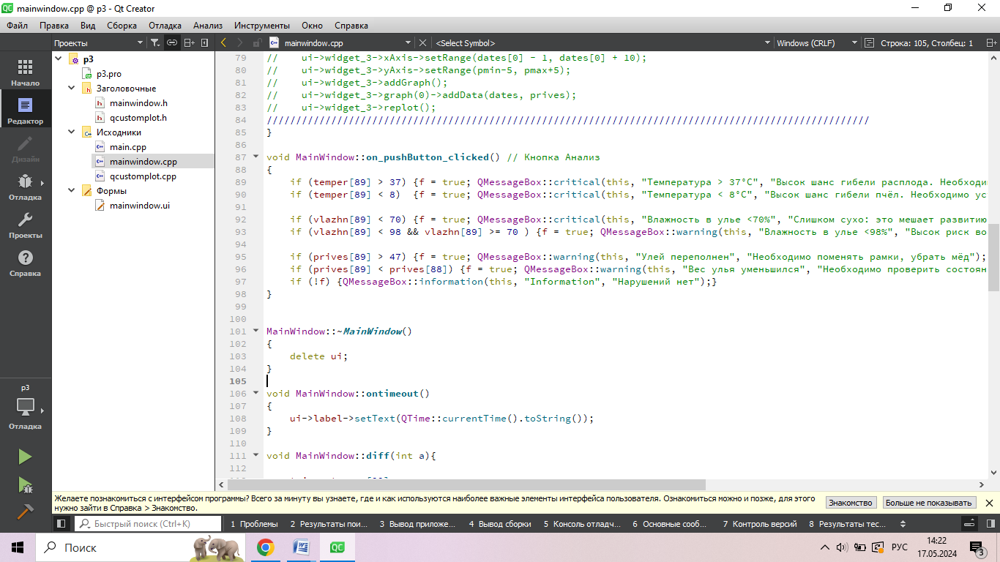 mainwindow.cpp @ p3 - Qt Creator
Файл Правка Вид Сборка Отладка Анализ Инструменты Окно Справка
Проекты mainwindow.cpp <Select Symbol> Windows (CRLF) Строка: 105, Столбец: 1
Начало
Редактор
Дизайн
Отладка
Проекты
Справка
p3
Отладка
p3
p3.pro
Заголовочные
mainwindow.h
qcustomplot.h
Исходники
main.cpp
mainwindow.cpp
qcustomplot.cpp
Формы
mainwindow.ui
79 // ui->widget_3->xAxis->setRange(dates[0] - 1, dates[0] + 10);
80 // ui->widget_3->yAxis->setRange(pmin-5, pmax+5);
81 // ui->widget_3->addGraph();
82 // ui->widget_3->graph(0)->addData(dates, prives);
83 // ui->widget_3->replot();
84 ///////////////////////////////////////////////////////////////////////////////////////////////////////
85 }
86
87 void MainWindow::on_pushButton_clicked() // Кнопка Анализ
88 {
89 if (temper[89] > 37) {f = true; QMessageBox::critical(this, "Температура > 37°C", "Высок шанс гибели расплода. Необходи
90 if (temper[89] < 8) {f = true; QMessageBox::critical(this, "Температура < 8°C", "Высок шанс гибели пчёл. Необходимо ус
91
92 if (vlazhn[89] < 70) {f = true; QMessageBox::critical(this, "Влажность в улье <70%", "Слишком сухо: это мешает развитию
93 if (vlazhn[89] < 98 && vlazhn[89] >= 70 ) {f = true; QMessageBox::warning(this, "Влажность в улье <98%", "Высок риск во
94
95 if (prives[89] > 47) {f = true; QMessageBox::warning(this, "Улей переполнен", "Необходимо поменять рамки, убрать мёд");
96 if (prives[89] < prives[88]) {f = true; QMessageBox::warning(this, "Вес улья уменьшился", "Необходимо проверить состоян
97 if (!f) {QMessageBox::information(this, "Information", "Нарушений нет");}
98 }
99
100
101 MainWindow::~MainWindow()
102 {
103 delete ui;
104 }
105
106 void MainWindow::ontimeout()
107 {
108 ui->label->setText(QTime::currentTime().toString());
109 }
110
111 void MainWindow::diff(int a){
112
Желаете познакомиться с интерфейсом программы? Всего за минуту вы узнаете, где и как используются наиболее важные элементы интерфейса пользователя. Ознакомиться можно и позже, для этого
нужно зайти в Справка > Знакомство.
Знакомство Больше не показывать
Быстрый поиск (Ctrl+K) 1 Проблемы 2 Результаты пои... 3 Вывод приложе... 4 Вывод сборки 5 Консоль отладч... 6 Основные сооб... 7 Контроль версий 8 Результаты тес...
Поиск
QC
РУС
14:22
17.05.2024
3